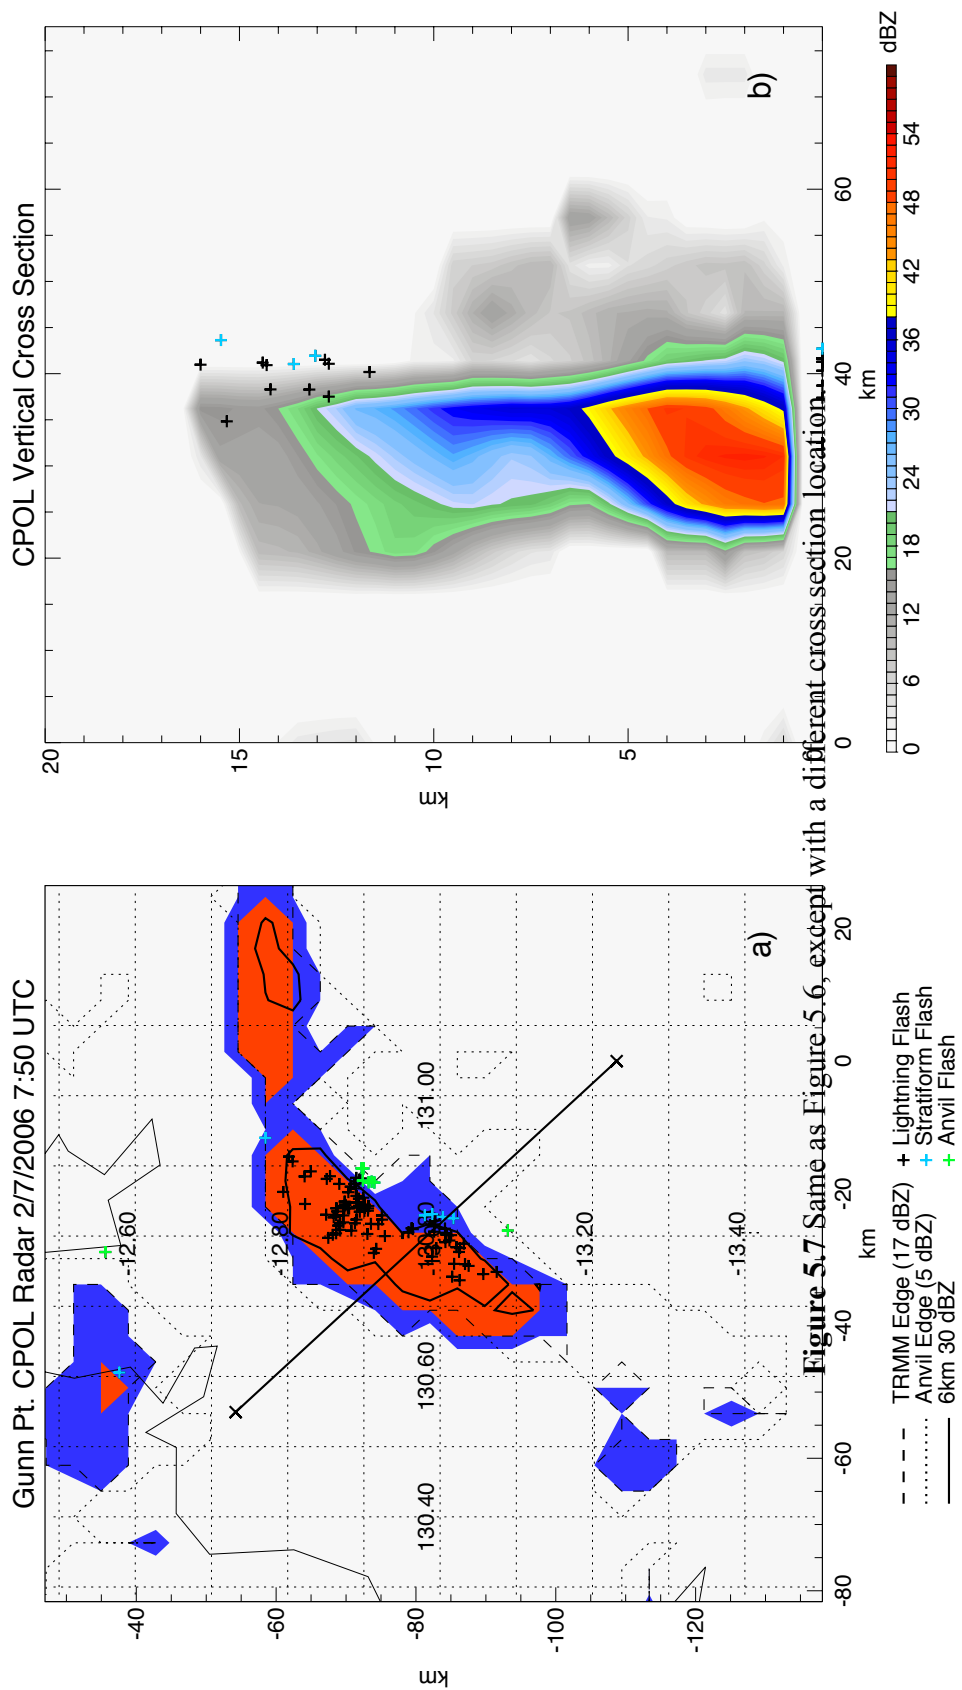 Gunn Pt. CPOL Radar 2/7/2006 7:50 UTC
-40
-60
-80
-100
-120
km
-80
-60
-40
-20
0
20
km
-12.60
-12.80
-13.20
-13.40
130.40
130.60
131.00
a)
TRMM Edge (17 dBZ)
Anvil Edge (5 dBZ)
6km 30 dBZ
Lightning Flash
Stratiform Flash
Anvil Flash
CPOL Vertical Cross Section
20
15
10
5
km
0
20
40
60
km
b)
0
6
12
18
24
30
36
42
48
54
dBZ
Figure 5.7 Same as Figure 5.6, except with a different cross section location.